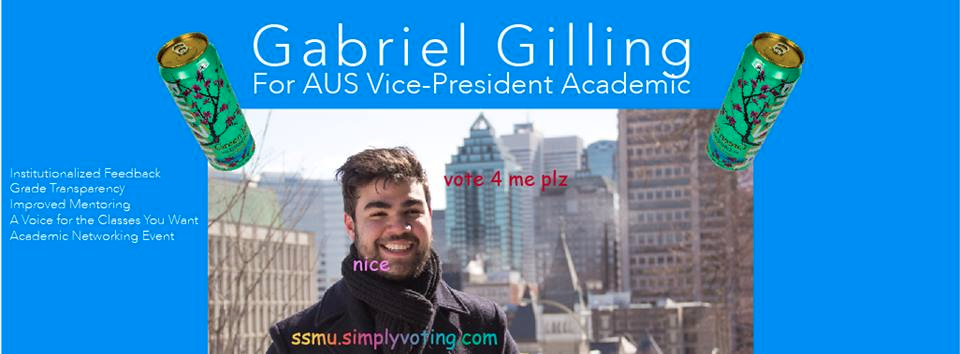 Gabriel Gilling
For AUS Vice-President Academic
Institutionalized Feedback
Grade Transparency
Improved Mentoring
A Voice for the Classes You Want
Academic Networking Event
vote 4 me plz
nice
ssmu.simplyvoting.com